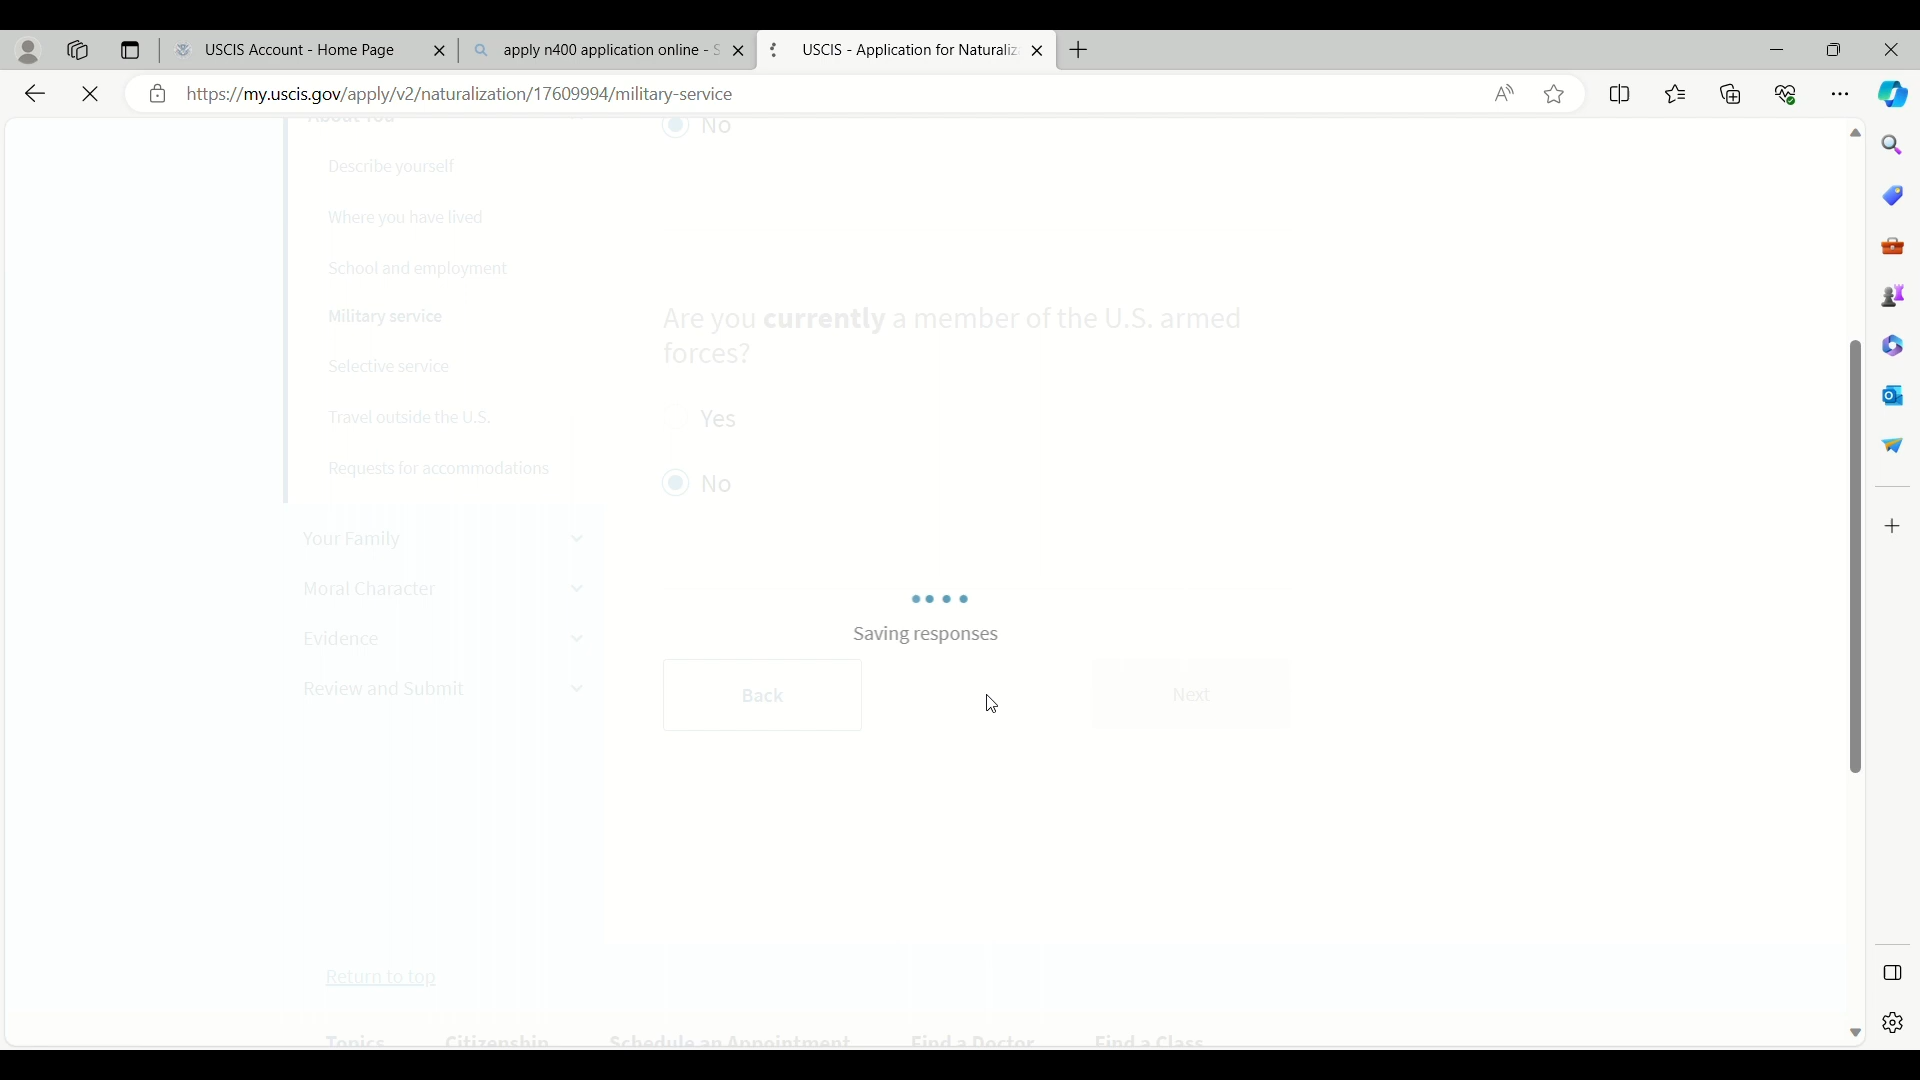 USCIS Account - Home Page
apply n400 application online - S
USCIS - Application for Naturaliz
https://my.uscis.gov/apply/v2/naturalization/17609994/military-service
About You
No
Describe yourself
Where you have lived
School and employment
Military service
Selective service
Travel outside the U.S.
Requests for accommodations
Your Family
Moral Character
Evidence
Review and Submit
Are you currently a member of the U.S. armed
forces?
Yes
No
Saving responses
Back
Next
Return to top
Topics
Citizenship
Schedule an Appointment
Find a Doctor
Find a Class